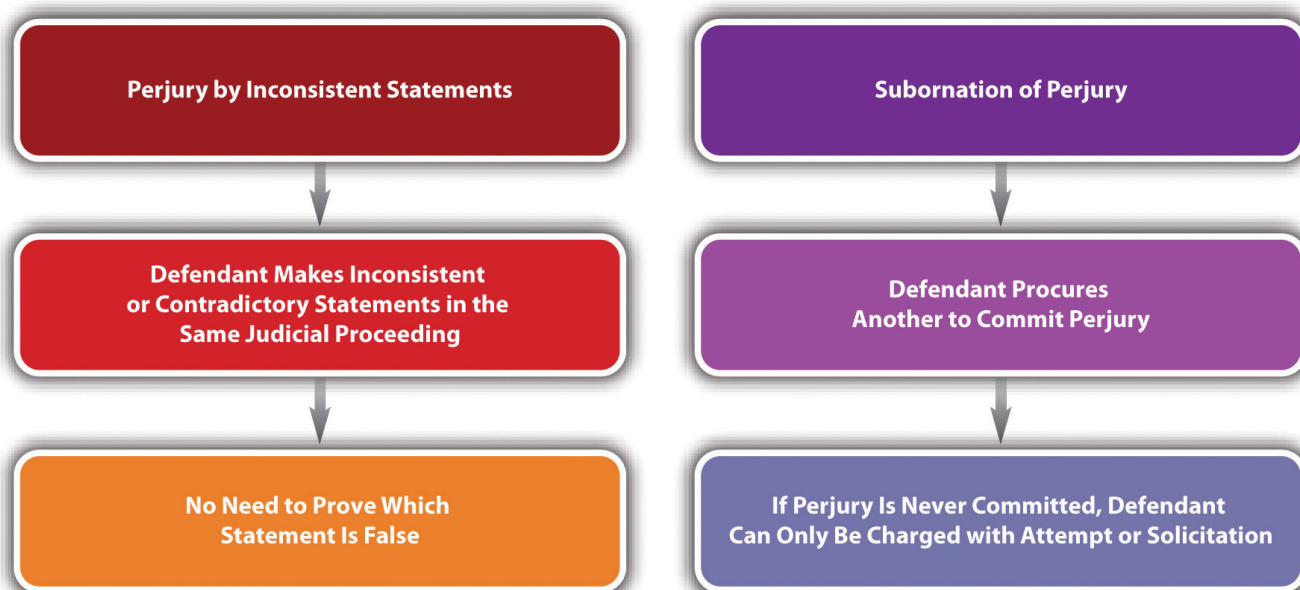 Perjury by Inconsistent Statements
Defendant Makes Inconsistent
or Contradictory Statements in the
Same Judicial Proceeding
No Need to Prove Which
Statement Is False
Subornation of Perjury
Defendant Procures
Another to Commit Perjury
If Perjury Is Never Committed, Defendant
Can Only Be Charged with Attempt or Solicitation